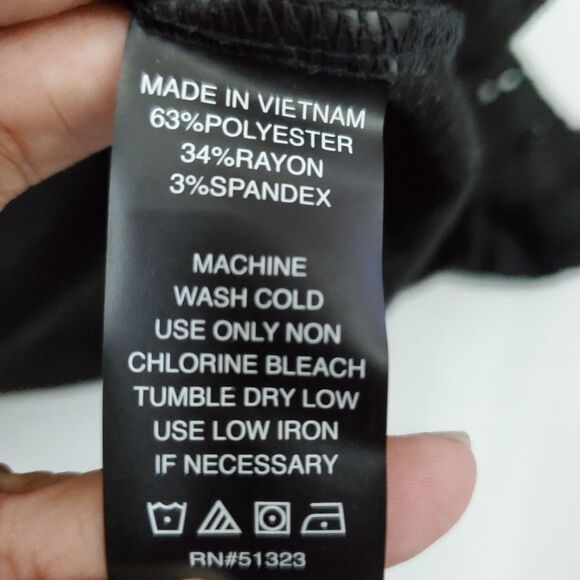 MADE IN VIETNAM
63%POLYESTER
34%RAYON
3%SPANDEX
MACHINE
WASH COLD
USE ONLY NON
CHLORINE BLEACH
TUMBLE DRY LOW
USE LOW IRON
IF NECESSARY
RN#51323